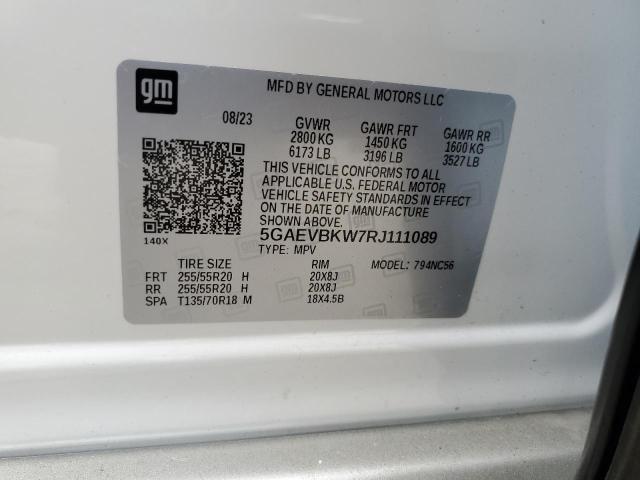 gm
MFD BY GENERAL MOTORS LLC
08/23 GVWR GAWR FRT GAWR RR
2800 KG 1450 KG 1600 KG
6173 LB 3196 LB 3527 LB
THIS VEHICLE CONFORMS TO ALL
APPLICABLE U.S. FEDERAL MOTOR
VEHICLE SAFETY STANDARDS IN EFFECT
ON THE DATE OF MANUFACTURE
SHOWN ABOVE.
5GAEVBKW7RJ111089
140X
TYPE: MPV MODEL: 794NC56
TIRE SIZE RIM
FRT 255/55R20 H 20X8J
RR 255/55R20 H 20X8J
SPA T135/70R18 M 18X4.5B